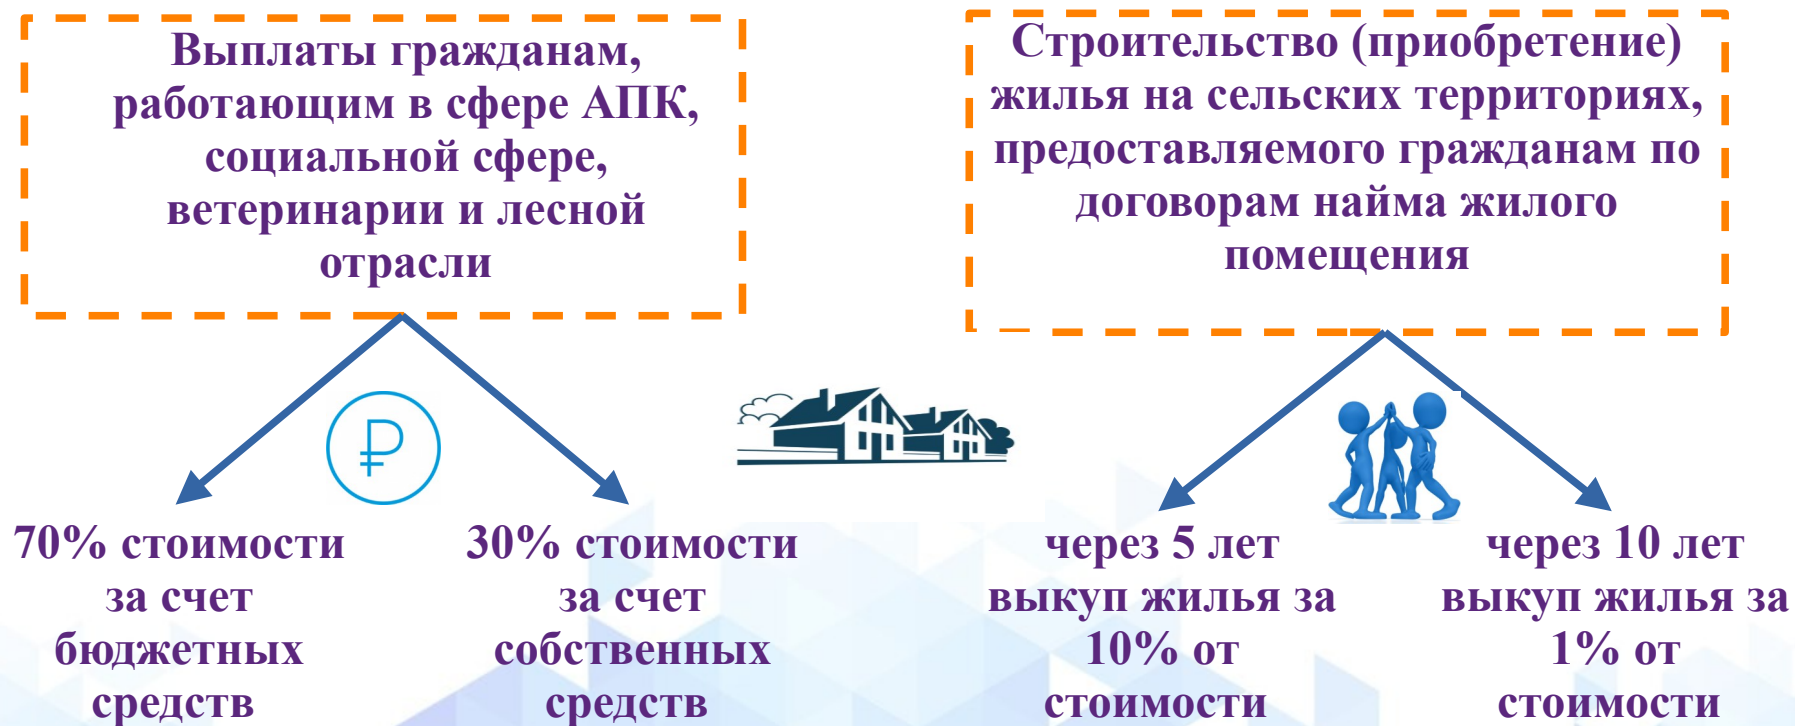 Выплаты гражданам,
работающим в сфере АПК,
социальной сфере,
ветеринарии и лесной
отрасли
Строительство (приобретение)
жилья на сельских территориях,
предоставляемого гражданам по
договорам найма жилого
помещения
₽
70% стоимости
за счет
бюджетных
средств
30% стоимости
за счет
собственных
средств
через 5 лет
выкуп жилья за
10% от
стоимости
через 10 лет
выкуп жилья за
1% от
стоимости